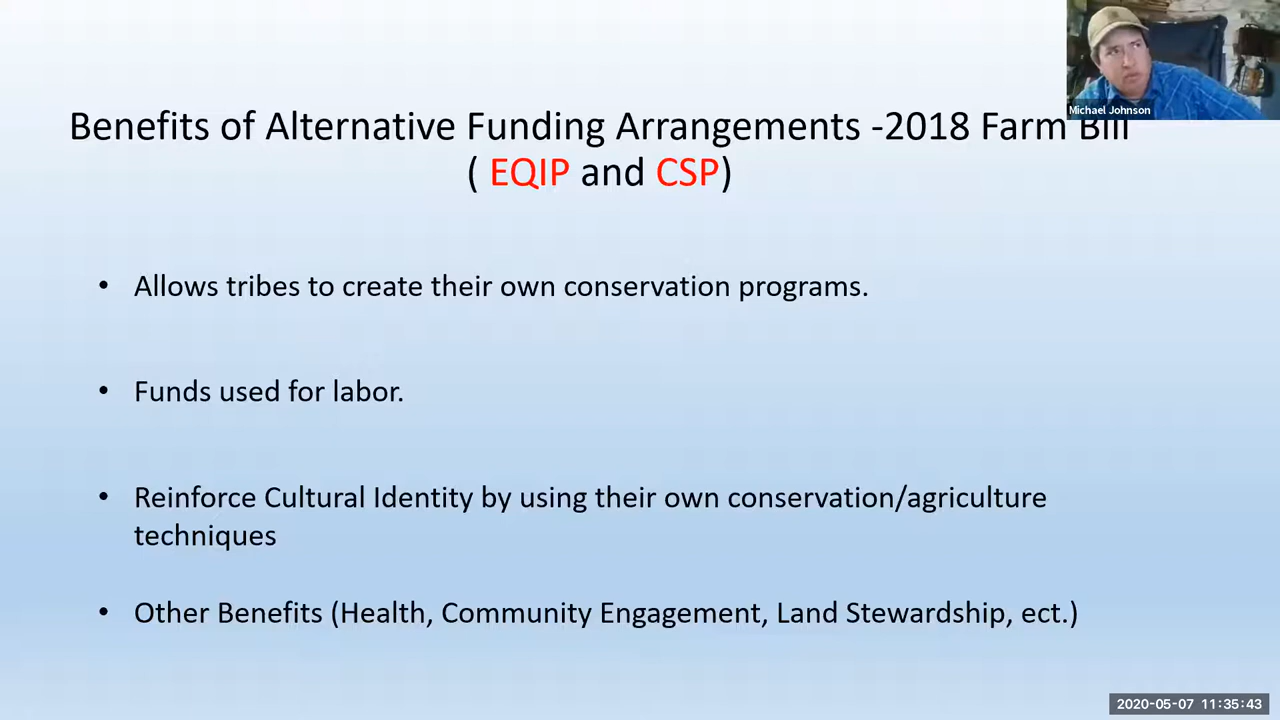 Michael Johnson
Benefits of Alternative Funding Arrangements -2018 Farm Bill
( EQIP and CSP)
• Allows tribes to create their own conservation programs.
• Funds used for labor.
• Reinforce Cultural Identity by using their own conservation/agriculture
techniques
• Other Benefits (Health, Community Engagement, Land Stewardship, ect.)
2020-05-07 11:35:43